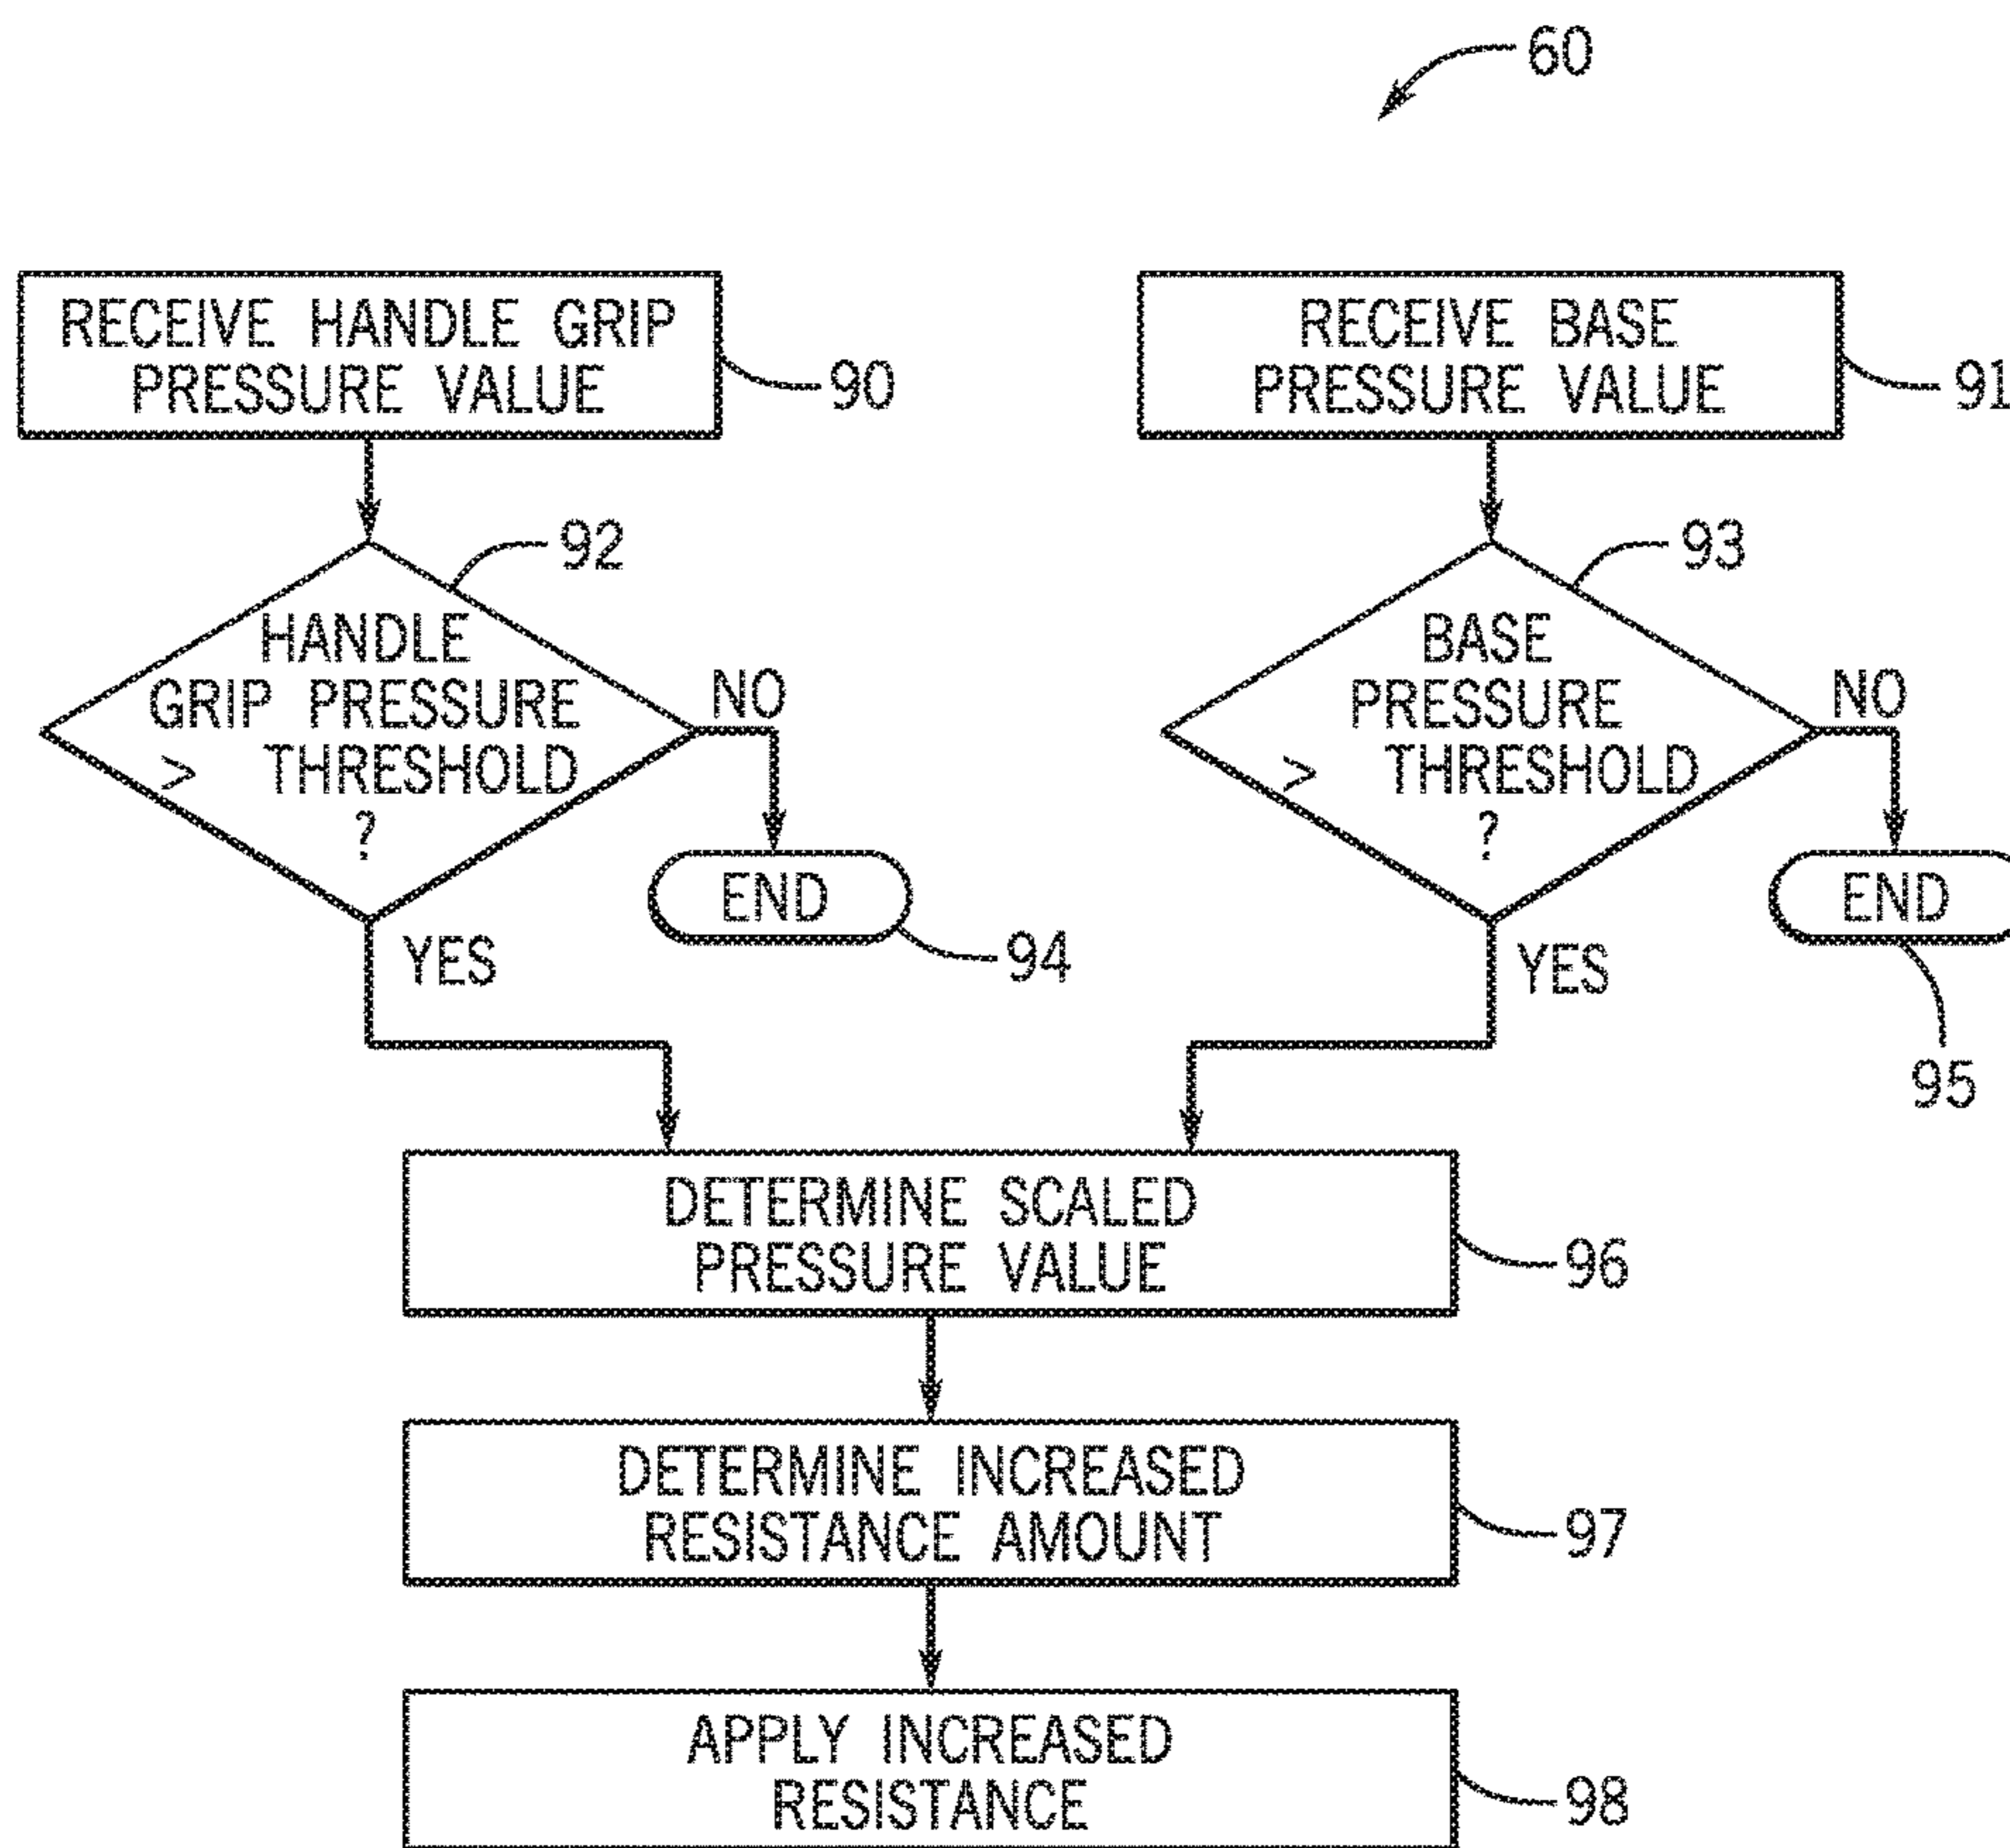 60
RECEIVE HANDLE GRIP
PRESSURE VALUE
90
RECEIVE BASE
PRESSURE VALUE
91
92
HANDLE
GRIP PRESSURE
> THRESHOLD
?
NO
END
94
YES
93
BASE
PRESSURE
> THRESHOLD
?
NO
END
95
YES
DETERMINE SCALED
PRESSURE VALUE
96
DETERMINE INCREASED
RESISTANCE AMOUNT
97
APPLY INCREASED
RESISTANCE
98